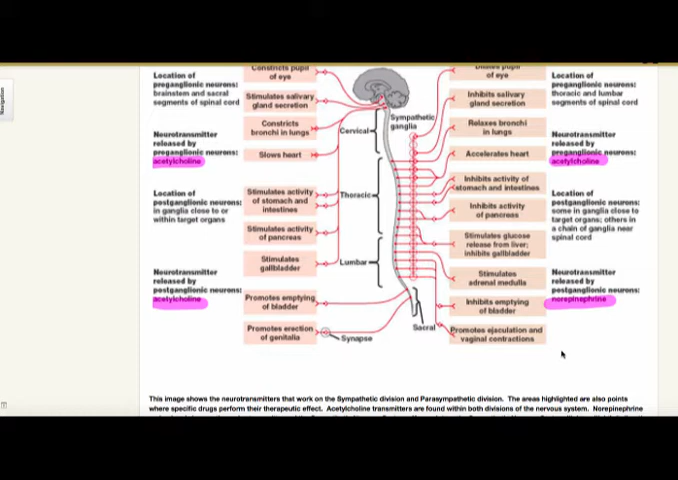 Constricts pupil
of eye
Stimulates salivary
gland secretion
Constricts
bronchi in lungs
Slows heart
Stimulates activity
of stomach and
intestines
Stimulates activity
of pancreas
Stimulates
gallbladder
Promotes emptying
of bladder
Promotes erection
of genitalia
Location of
preganglionic neurons:
brainstem and sacral
segments of spinal cord
Neurotransmitter
released by
preganglionic neurons:
acetylcholine
Location of
postganglionic neurons:
in ganglia close to or
within target organs
Neurotransmitter
released by
postganglionic neurons:
acetylcholine
Sympathetic
ganglia
Cervical
Thoracic
Lumbar
Sacral
Synapse
Dilates pupil
of eye
Inhibits salivary
gland secretion
Relaxes bronchi
in lungs
Accelerates heart
Inhibits activity of
stomach and intestines
Inhibits activity
of pancreas
Stimulates glucose
release from liver;
inhibits gallbladder
Stimulates
adrenal medulla
Inhibits emptying
of bladder
Promotes ejaculation and
vaginal contractions
Location of
preganglionic neurons:
thoracic and lumbar
segments of spinal cord
Neurotransmitter
released by
preganglionic neurons:
acetylcholine
Location of
postganglionic neurons:
some in ganglia close to
target organs; others in
a chain of ganglia near
spinal cord
Neurotransmitter
released by
postganglionic neurons:
norepinephrine
This image shows the neurotransmitters that work on the Sympathetic division and Parasympathetic division. The areas highlighted are also points
where specific drugs perform their therapeutic effect. Acetylcholine transmitters are found within both divisions of the nervous system. Norepinephrine
Navigation